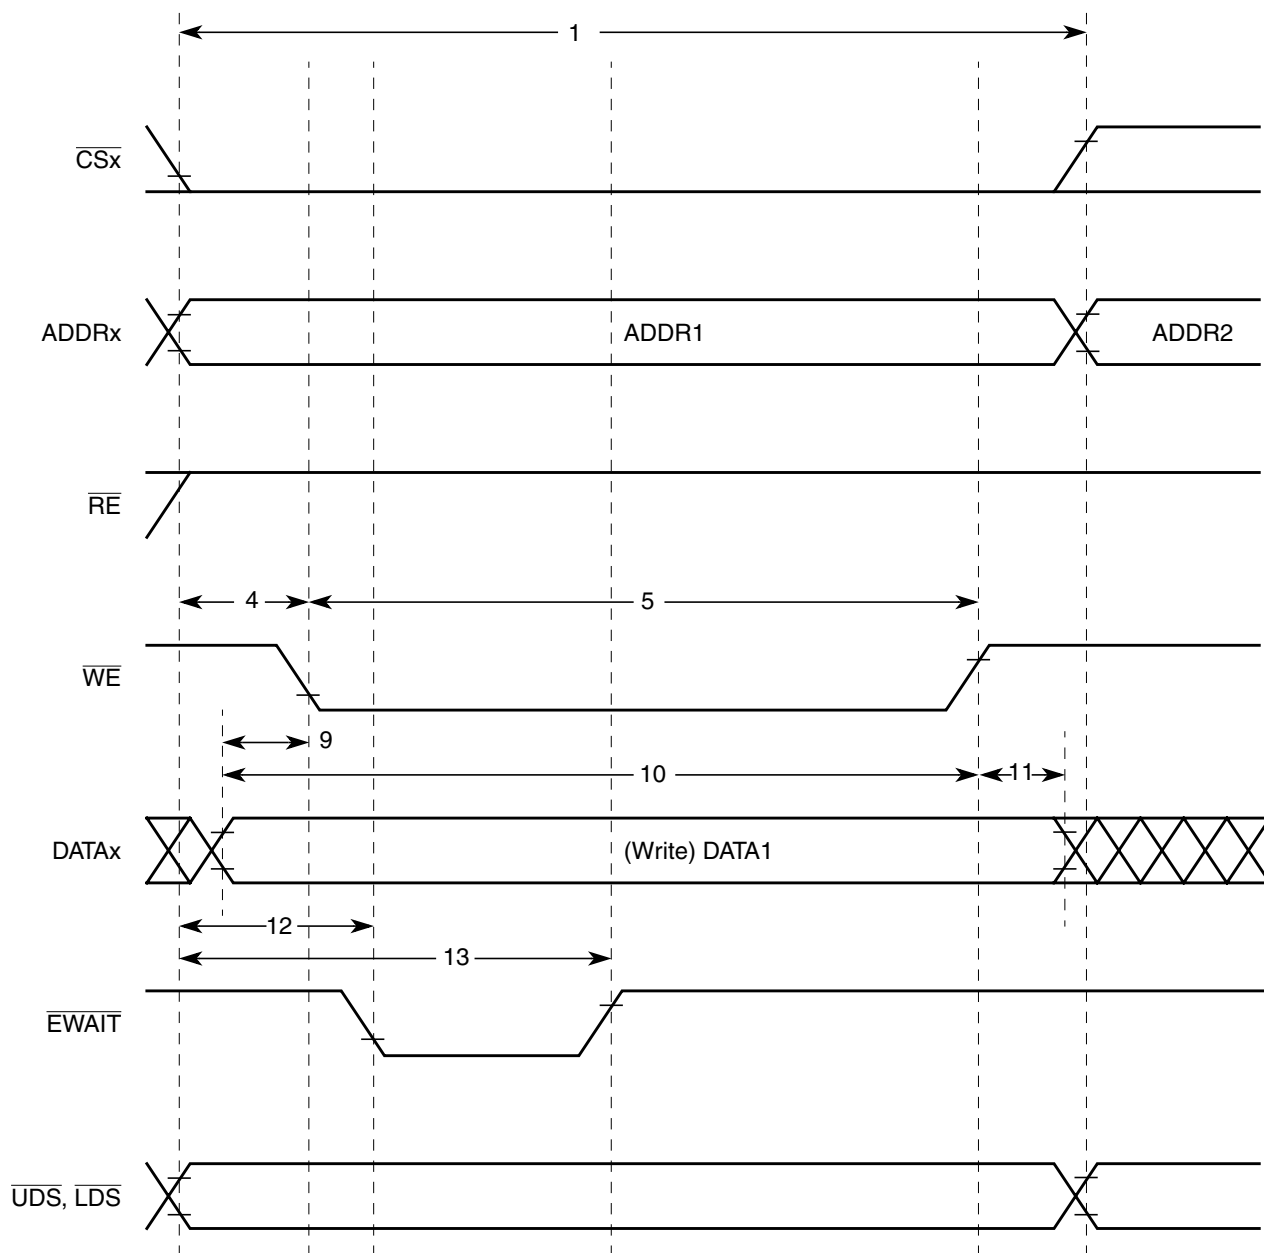 1
CSx
ADDRx
ADDR1
ADDR2
RE
4
5
WE
9
10
11
DATAx
(Write) DATA1
12
13
EWAIT
UDS, LDS